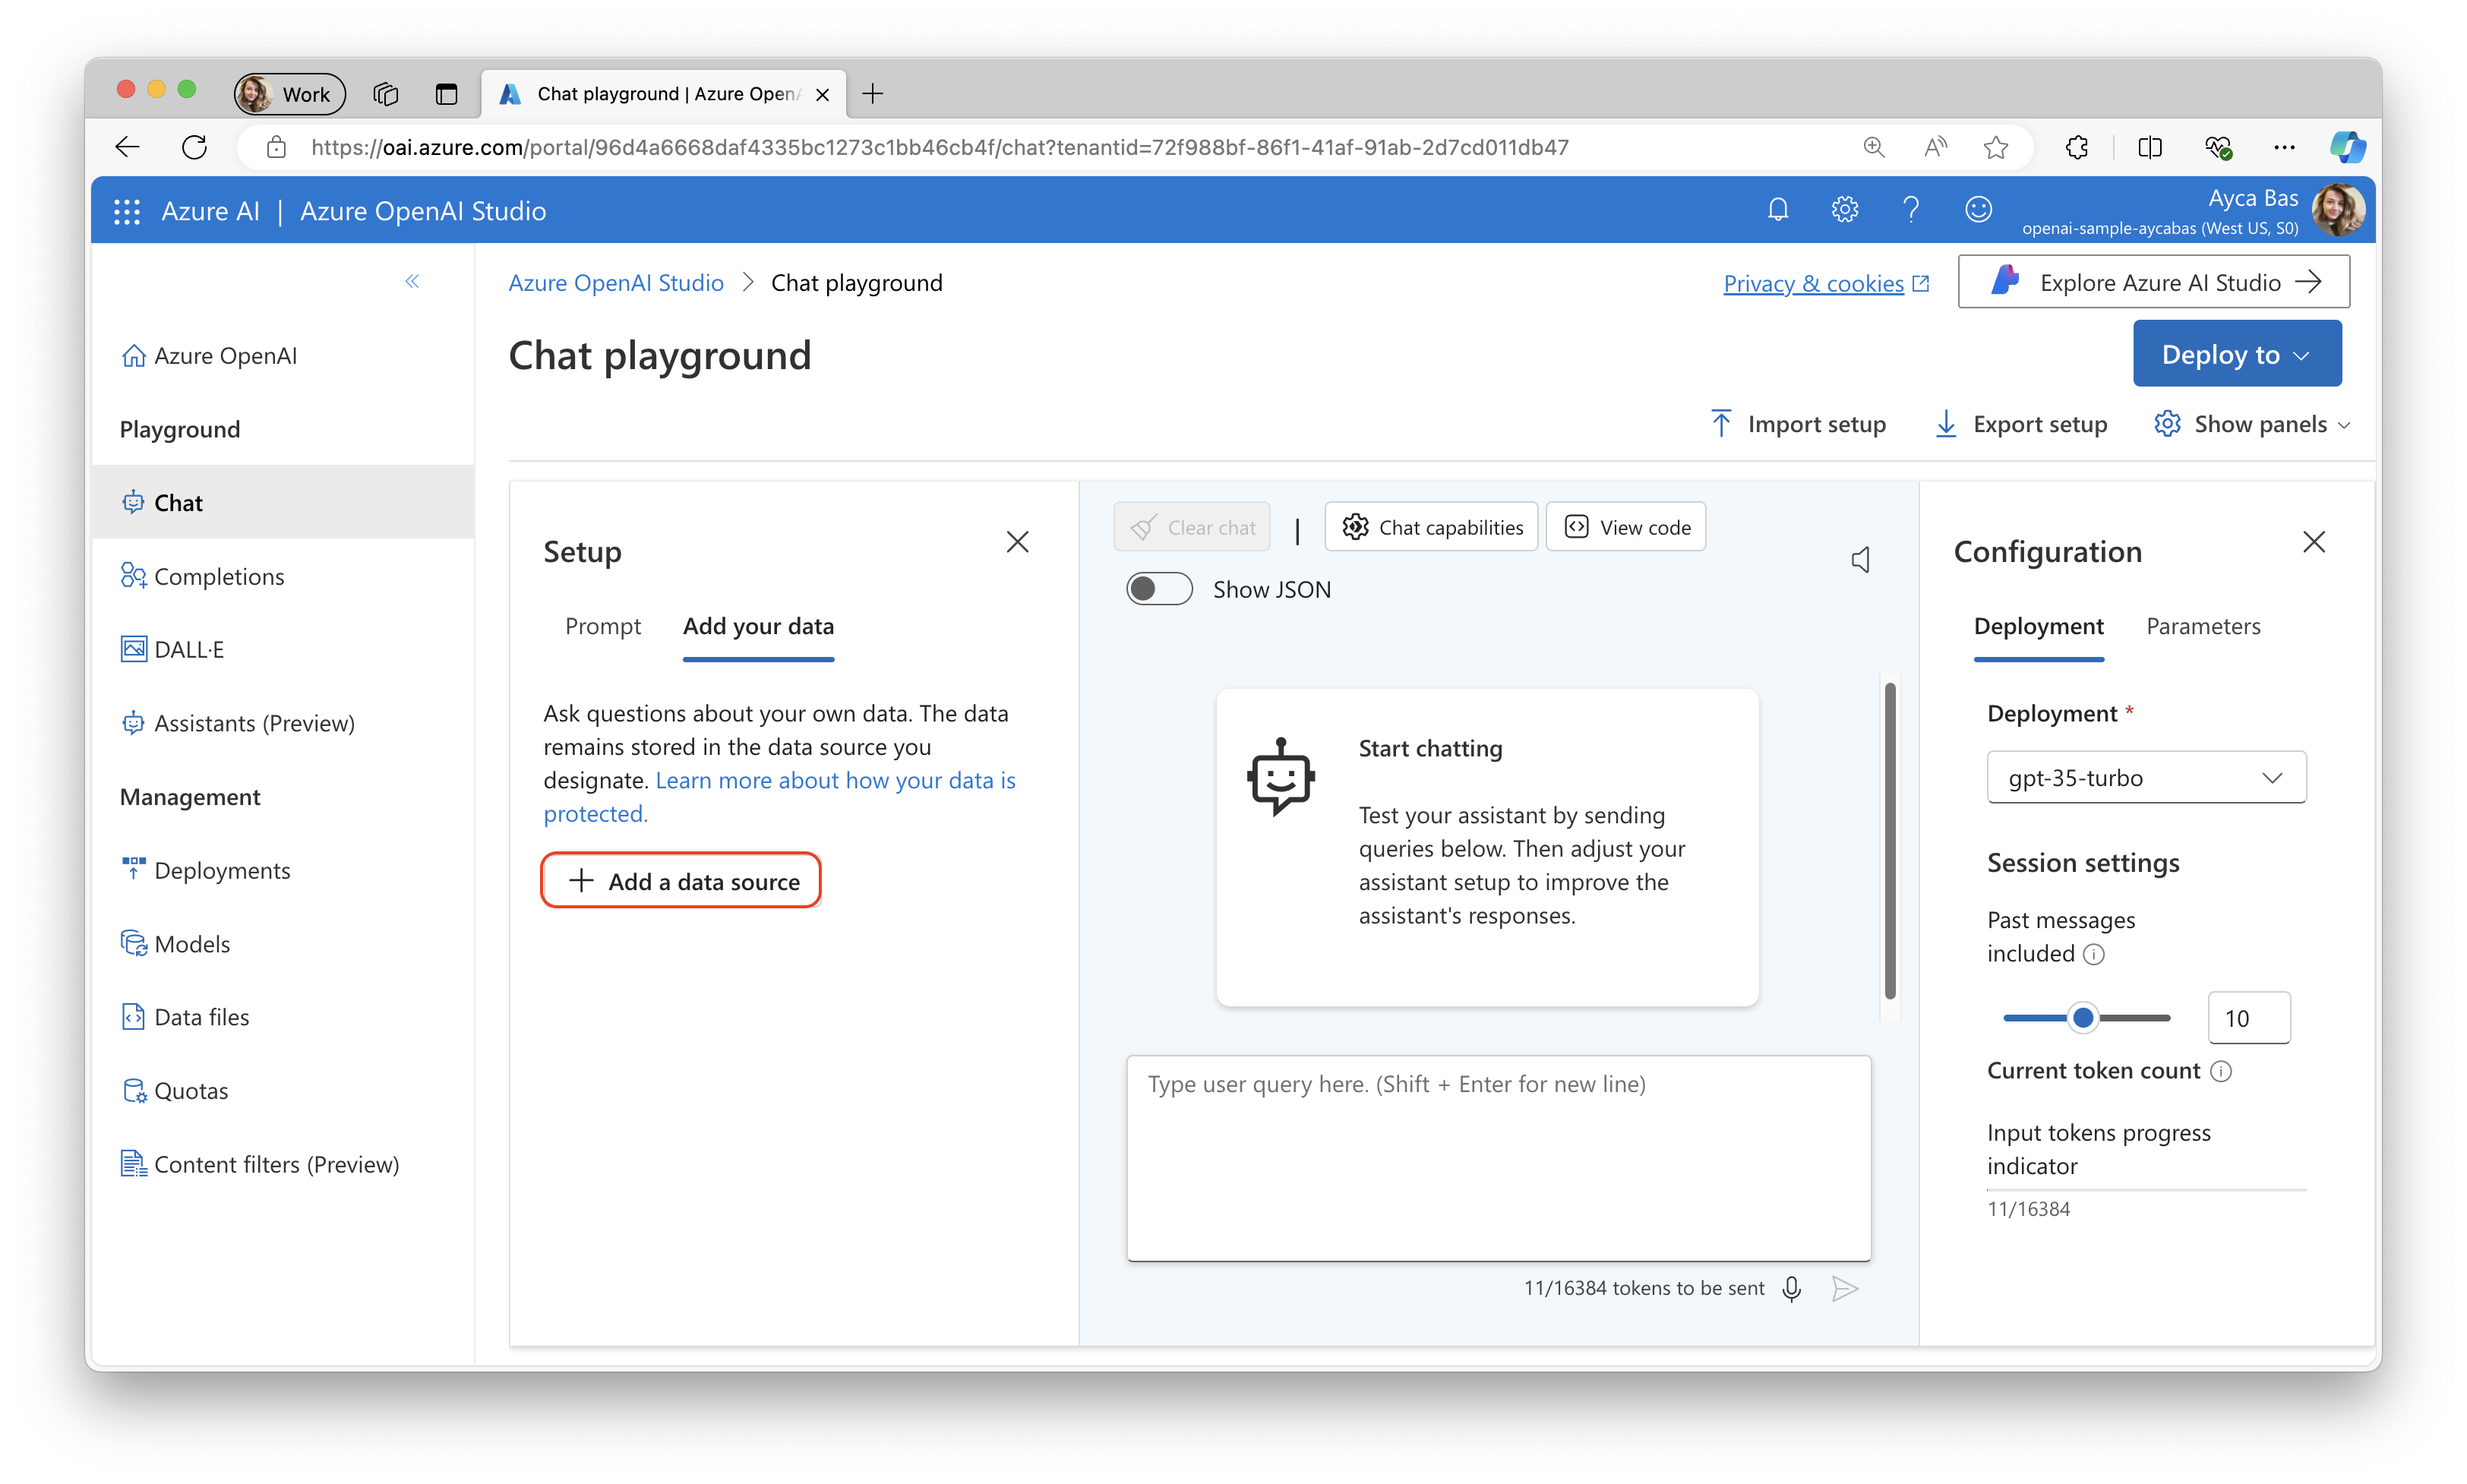 Work
Chat playground | Azure Open
https://oai.azure.com/portal/96d4a6668daf4335bc1273c1bb46cb4f/chat?tenantid=72f988bf-86f1-41af-91ab-2d7cd011db47
Azure AI | Azure OpenAI Studio
Ayca Bas
openai-sample-aycabas (West US, S0)
Azure OpenAI
Playground
Chat
Completions
DALL·E
Assistants (Preview)
Management
Deployments
Models
Data files
Quotas
Content filters (Preview)
Azure OpenAI Studio > Chat playground
Privacy & cookies
Explore Azure AI Studio
Chat playground
Deploy to
Import setup
Export setup
Show panels
Setup
Prompt
Add your data
Ask questions about your own data. The data
remains stored in the data source you
designate. Learn more about how your data is
protected.
Add a data source
Clear chat
|
Chat capabilities
View code
Show JSON
Start chatting
Test your assistant by sending
queries below. Then adjust your
assistant setup to improve the
assistant's responses.
Type user query here. (Shift + Enter for new line)
11/16384 tokens to be sent
Configuration
Deployment
Parameters
Deployment *
gpt-35-turbo
Session settings
Past messages
included
10
Current token count
Input tokens progress
indicator
11/16384